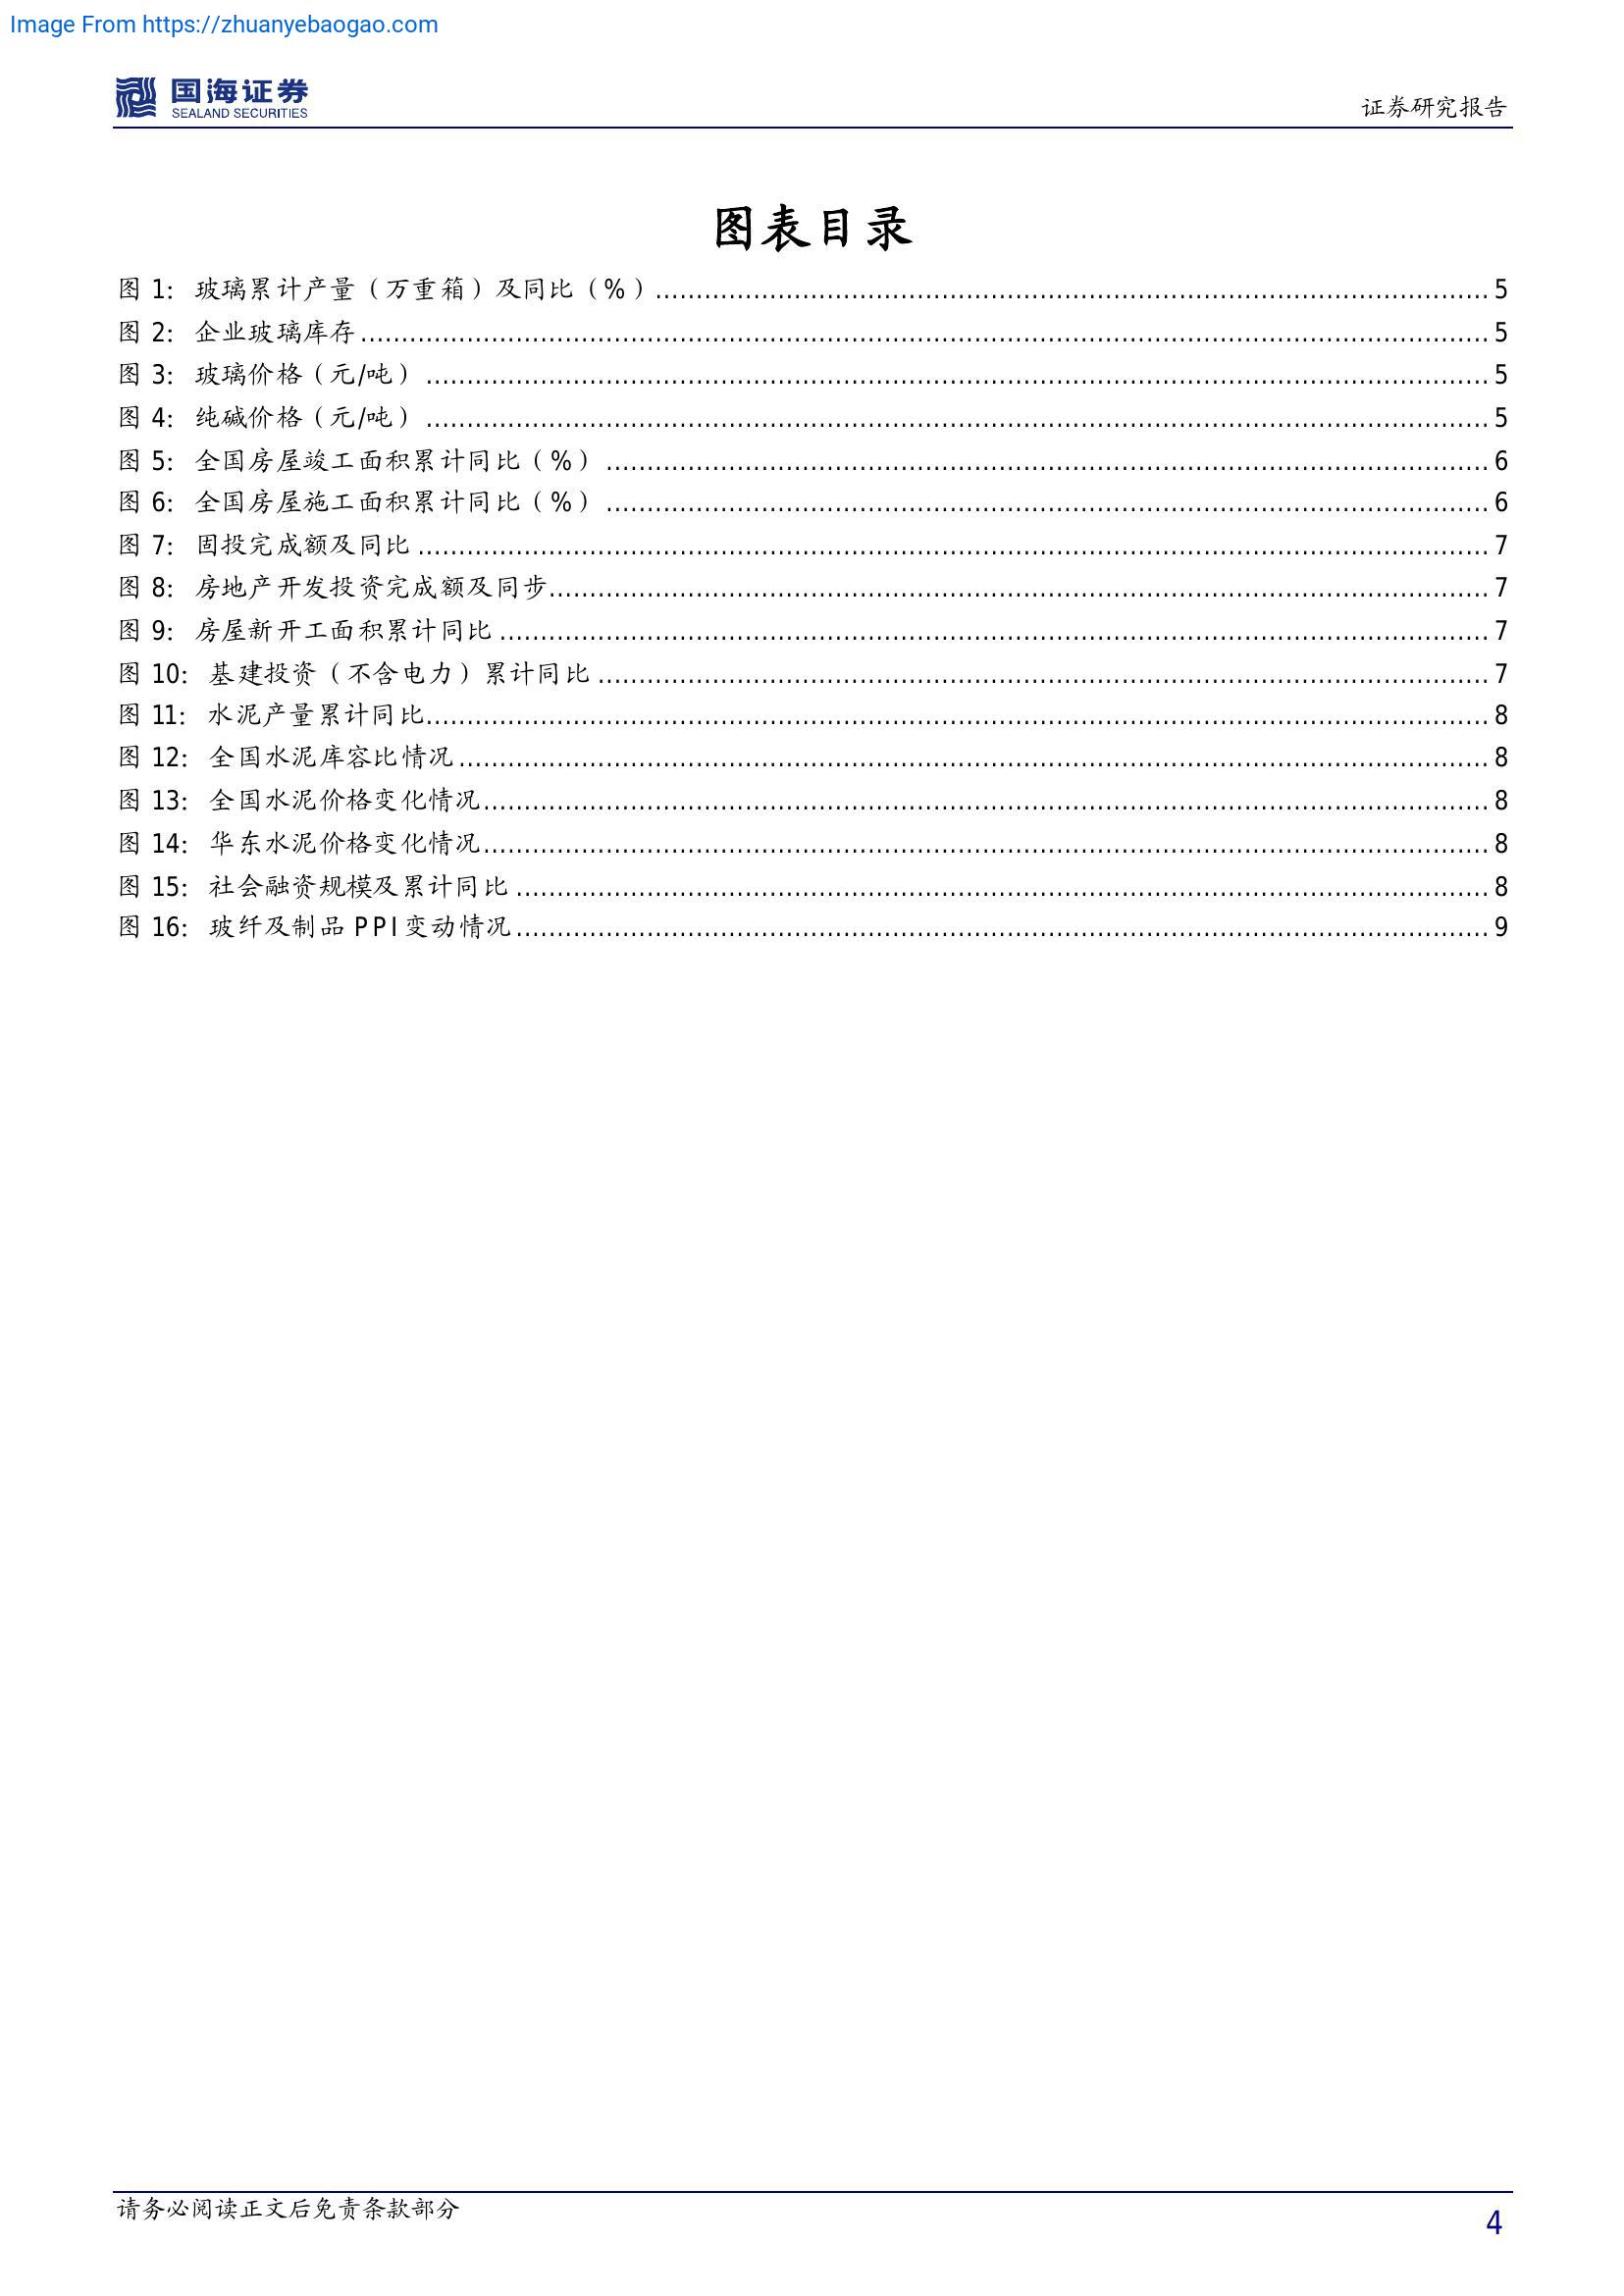 Image From https://zhuanyebaogao.com
国海证券
SEALAND SECURITIES
证券研究报告
图表目录
图 1：玻璃累计产量（万重箱）及同比（%）........ 5
图 2：企业玻璃库存........ 5
图 3：玻璃价格（元/吨）........ 5
图 4：纯碱价格（元/吨）........ 5
图 5：全国房屋竣工面积累计同比（%）........ 6
图 6：全国房屋施工面积累计同比（%）........ 6
图 7：固投完成额及同比........ 7
图 8：房地产开发投资完成额及同步........ 7
图 9：房屋新开工面积累计同比........ 7
图 10：基建投资（不含电力）累计同比........ 7
图 11：水泥产量累计同比........ 8
图 12：全国水泥库容比情况........ 8
图 13：全国水泥价格变化情况........ 8
图 14：华东水泥价格变化情况........ 8
图 15：社会融资规模及累计同比........ 8
图 16：玻纤及制品 PPI 变动情况........ 9
请务必阅读正文后免责条款部分
4